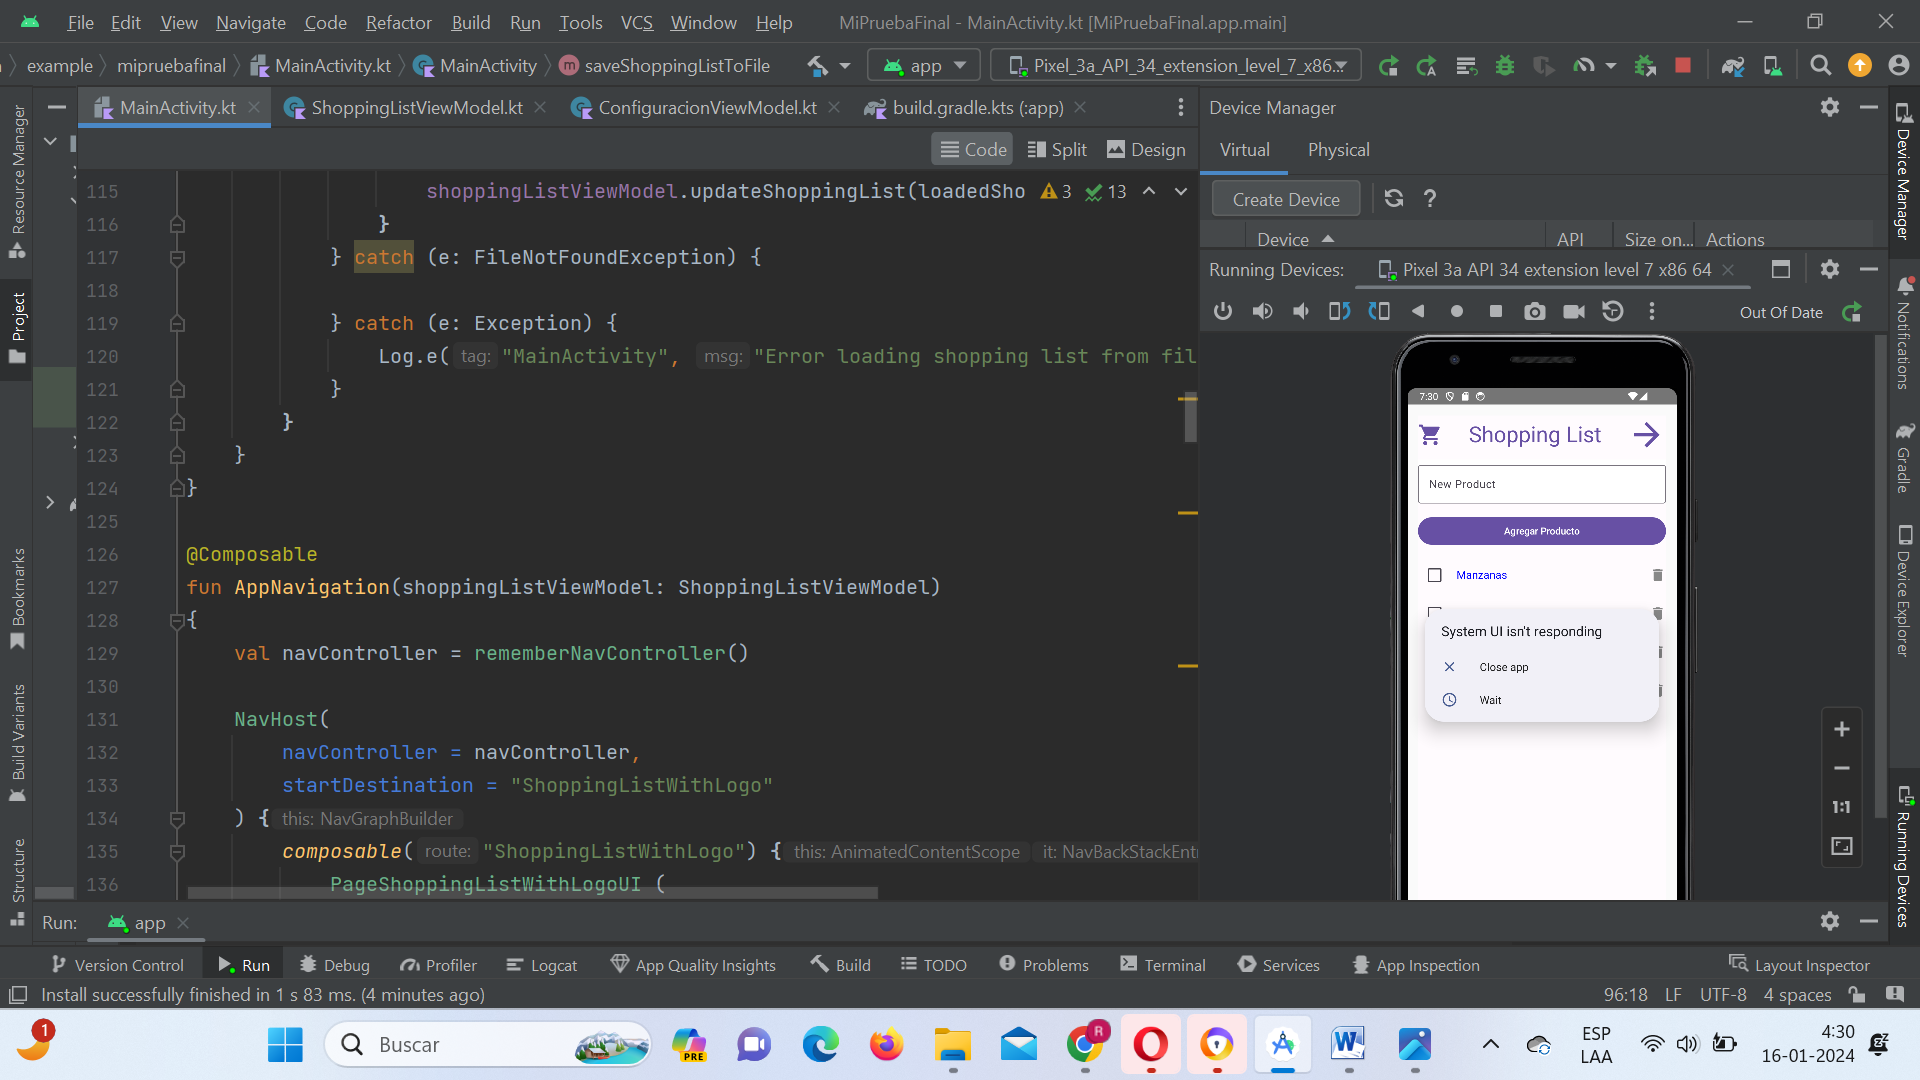 File Edit View Navigate Code Refactor Build Run Tools VCS Window Help MiPruebaFinal - MainActivity.kt [MiPruebaFinal.app.main]
example mipruebafinal MainActivity.kt MainActivity saveShoppingListToFile app Pixel_3a_API_34_extension_level_7_x86...
MainActivity.kt ShoppingListViewModel.kt ConfiguracionViewModel.kt build.gradle.kts (:app) Device Manager
Code Split Design Virtual Physical
Create Device ?
Device API Size on... Actions
Running Devices: Pixel 3a API 34 extension level 7 x86 64
Out Of Date
115 shoppingListViewModel.updateShoppingList(loadedSho 3 13
116 }
117 } catch (e: FileNotFoundException) {
118
119 } catch (e: Exception) {
120 Log.e( tag: "MainActivity", msg: "Error loading shopping list from fil
121 }
122 }
123 }
124 }
125
126 @Composable
127 fun AppNavigation(shoppingListViewModel: ShoppingListViewModel)
128 {
129 val navController = rememberNavController()
130
131 NavHost(
132 navController = navController,
133 startDestination = "ShoppingListWithLogo"
134 ) { this: NavGraphBuilder
135 composable( route: "ShoppingListWithLogo") { this: AnimatedContentScope it: NavBackStackEnt
136 PageShoppingListWithLogoUI (
7:30
Shopping List
New Product
Agregar Producto
Manzanas
System UI isn't responding
Close app
Wait
1:1
Resource Manager
Project
Bookmarks
Build Variants
Structure
Device Manager
Notifications
Gradle
Device Explorer
Running Devices
Run: app
Version Control Run Debug Profiler Logcat App Quality Insights Build TODO Problems Terminal Services App Inspection Layout Inspector
Install successfully finished in 1 s 83 ms. (4 minutes ago) 96:18 LF UTF-8 4 spaces
1 Buscar PRE R ESP LAA 4:30 16-01-2024